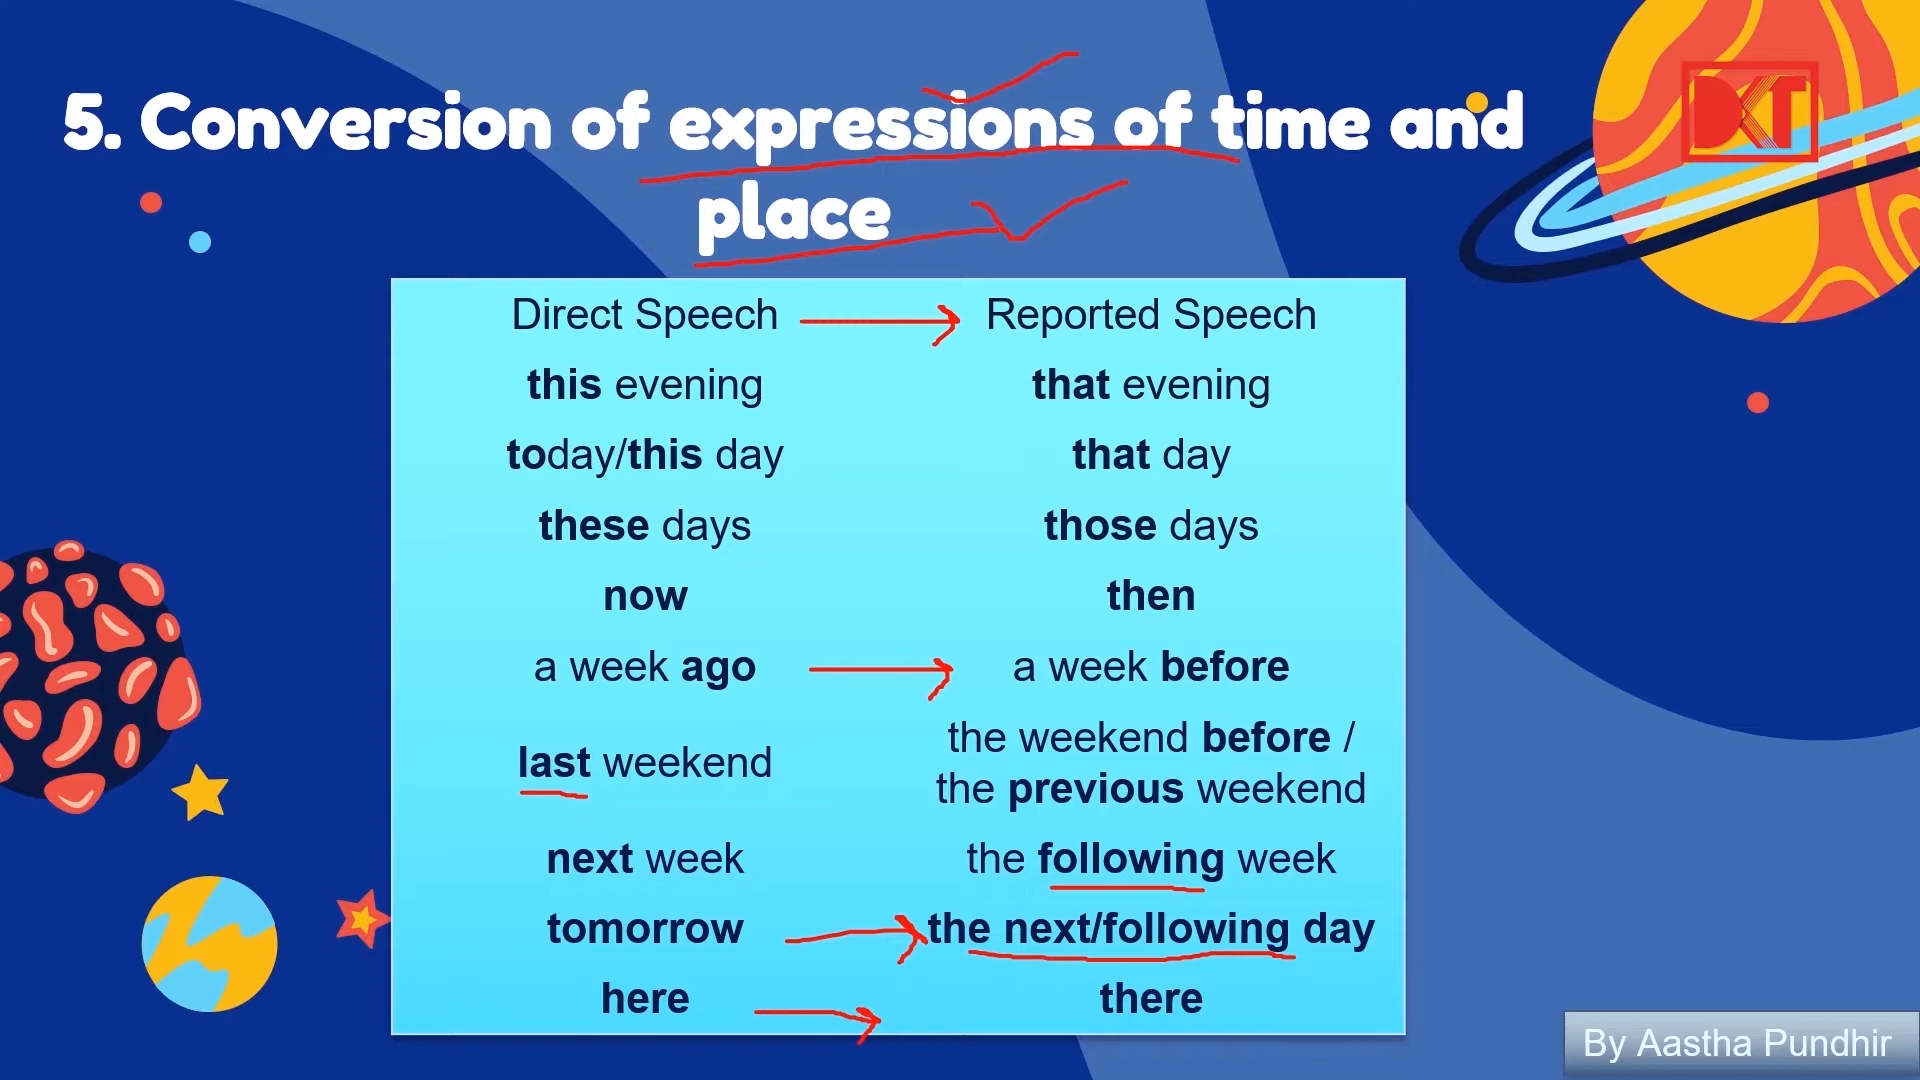 5. Conversion of expressions of time and
place
DKT
Direct Speech Reported Speech
this evening that evening
today/this day that day
these days those days
now then
a week ago a week before
last weekend the weekend before /
the previous weekend
next week the following week
tomorrow the next/following day
here there
By Aastha Pundhir